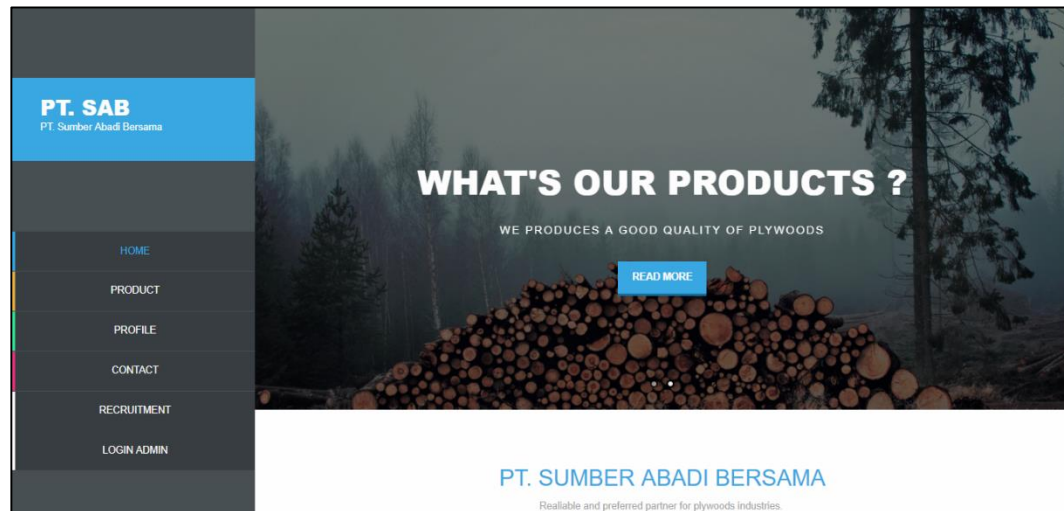 PT. SAB
PT. Sumber Abadi Bersama
HOME
PRODUCT
PROFILE
CONTACT
RECRUITMENT
LOGIN ADMIN
WHAT'S OUR PRODUCTS ?
WE PRODUCES A GOOD QUALITY OF PLYWOODS
READ MORE
PT. SUMBER ABADI BERSAMA
Realiable and preferred partner for plywoods industries.